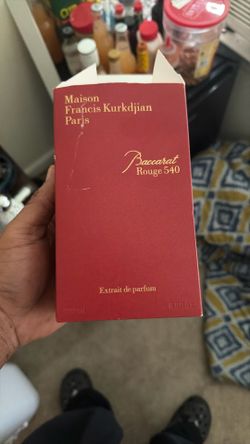 Maison
Francis Kurkdjian
Paris
Baccarat
Rouge 540
Extrait de parfum